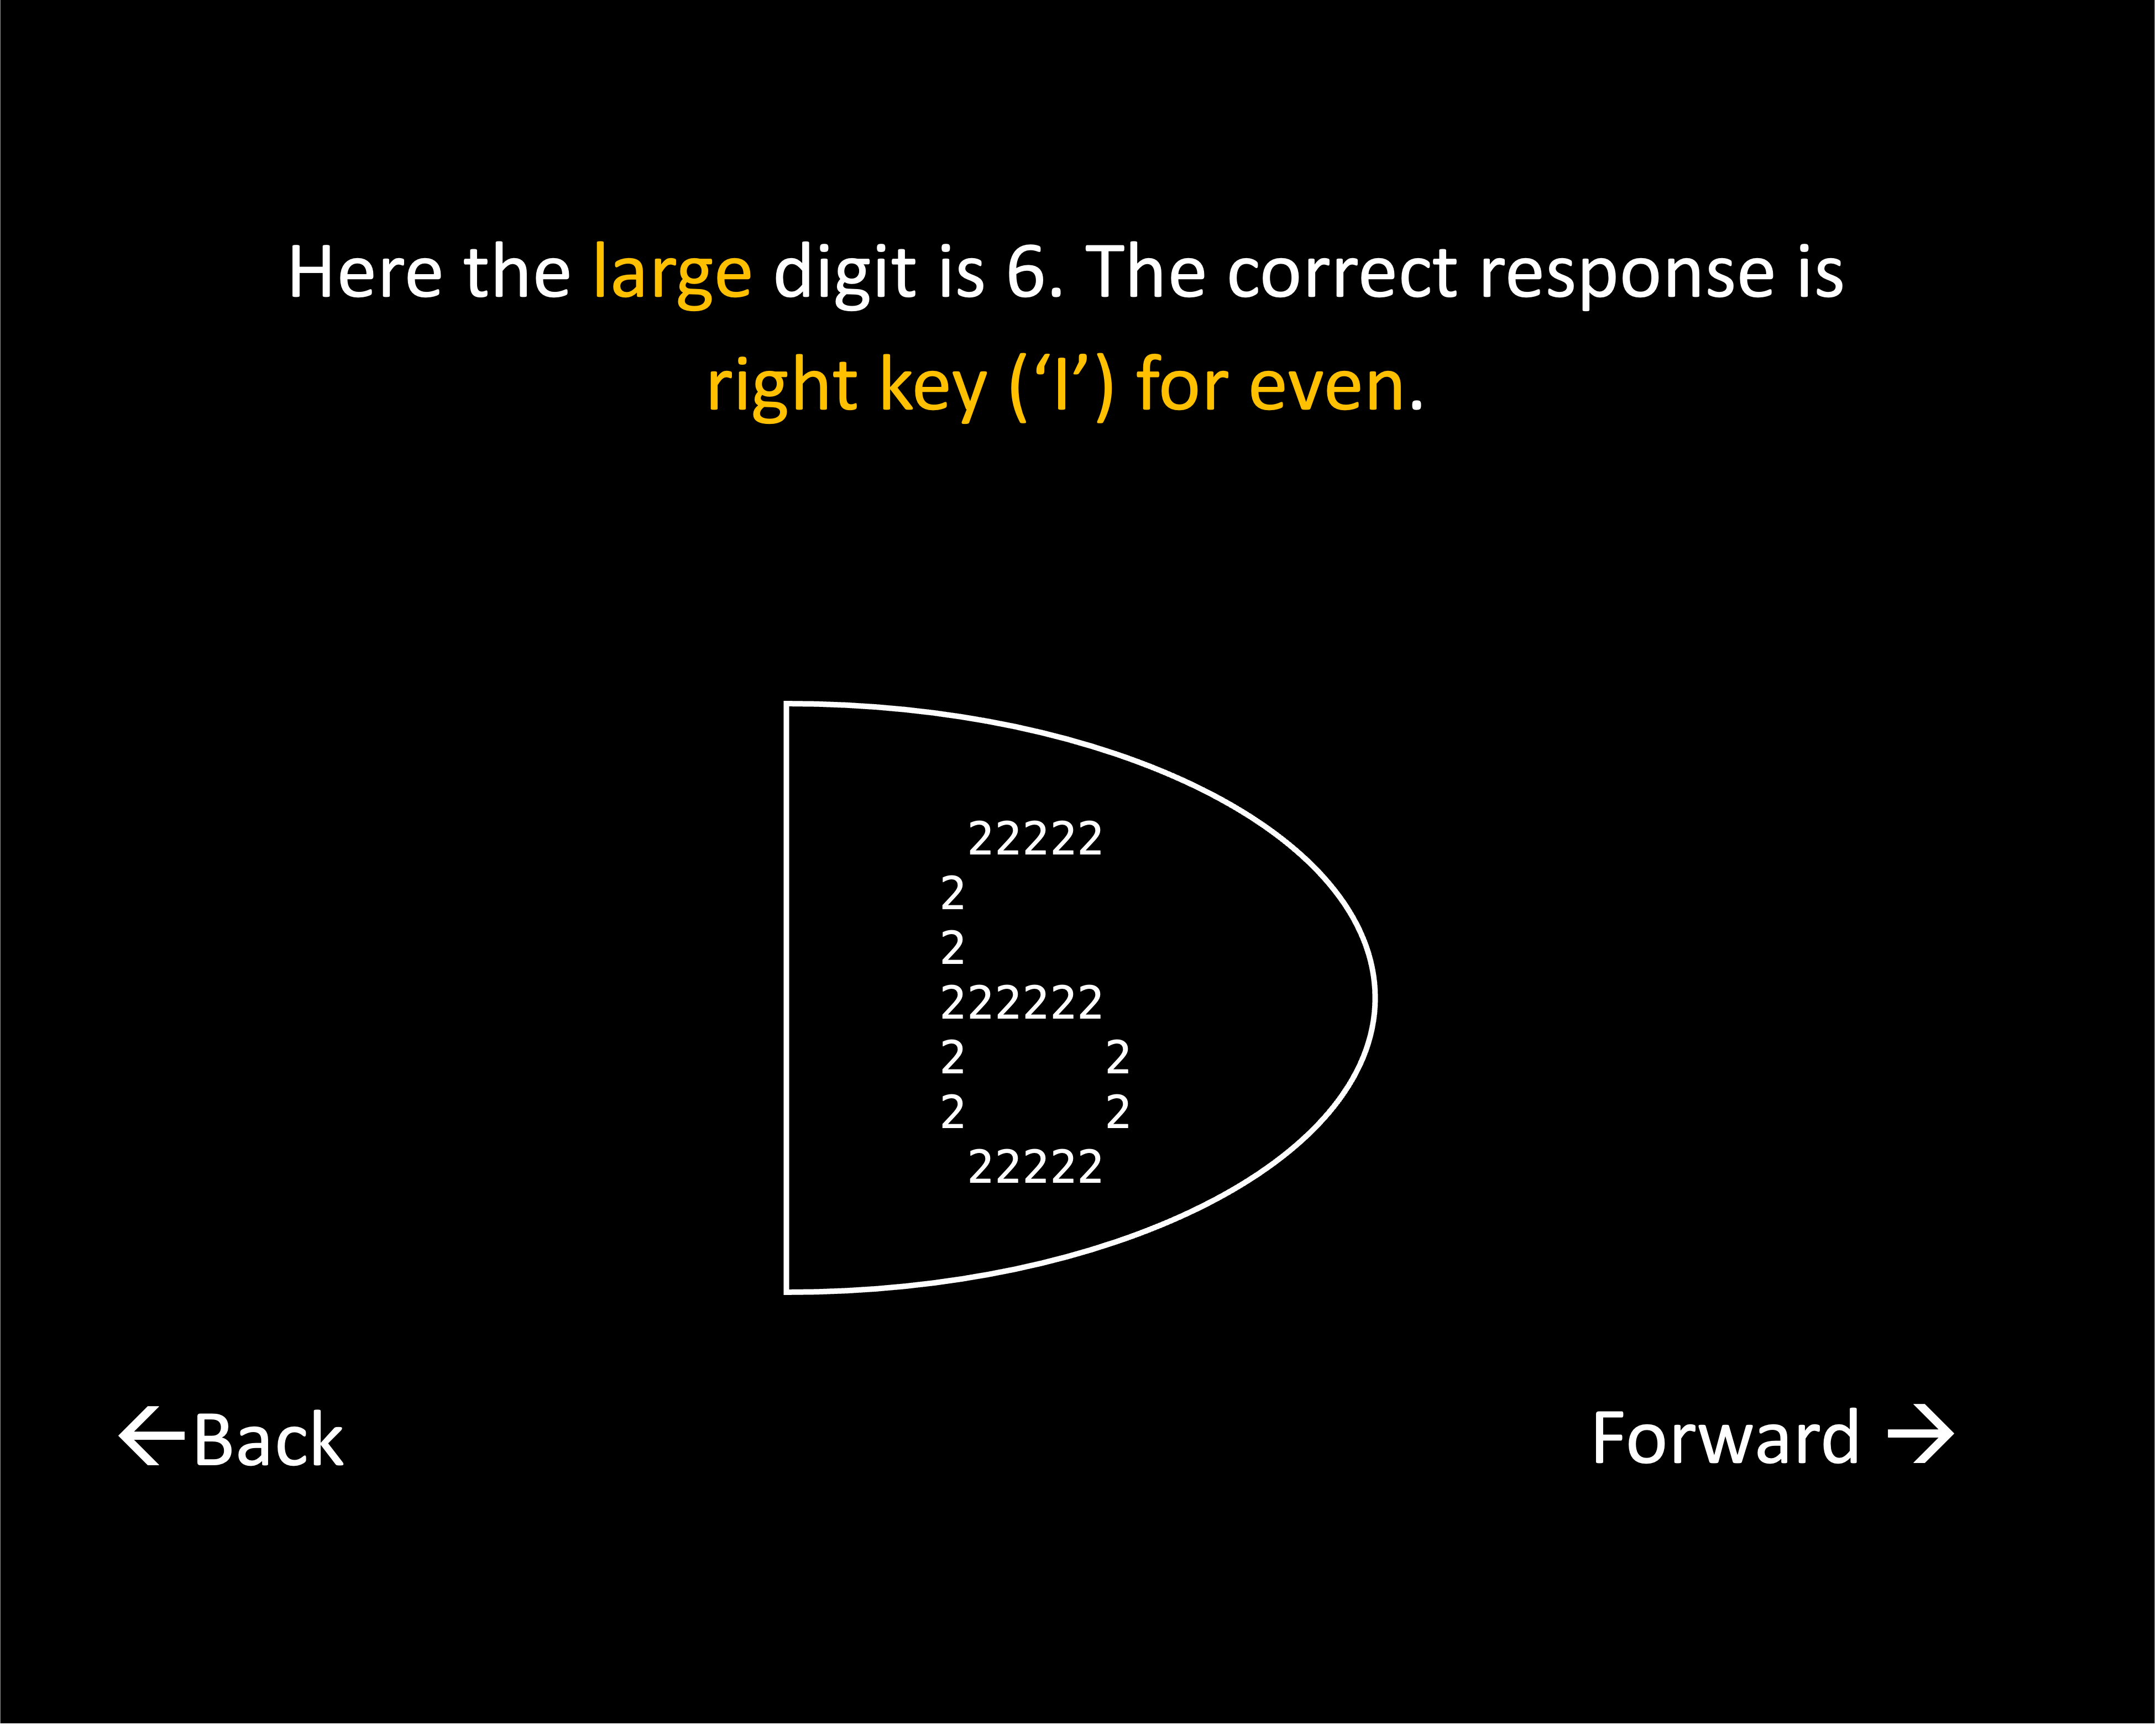 Here the large digit is 6. The correct response is
right key (‘I’) for even.
22222
2
2
222222
2 2
2 2
22222
←Back
Forward →